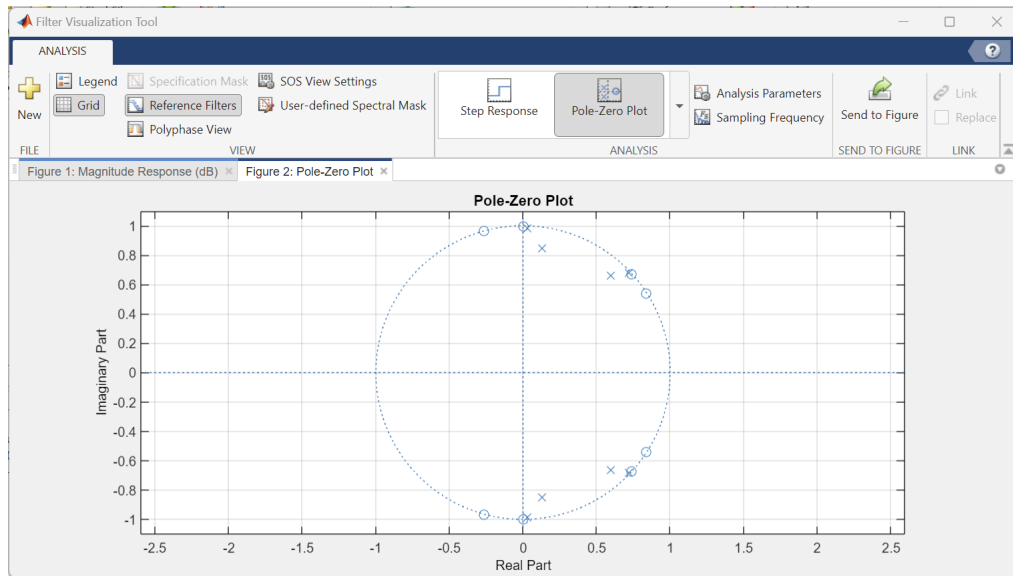 Filter Visualization Tool
ANALYSIS
?
New
Legend
Specification Mask
SOS
SOS View Settings
Grid
Reference Filters
User-defined Spectral Mask
Polyphase View
Step Response
Pole-Zero Plot
Analysis Parameters
Sampling Frequency
Send to Figure
Link
Replace
FILE
VIEW
ANALYSIS
SEND TO FIGURE
LINK
Figure 1: Magnitude Response (dB) ×
Figure 2: Pole-Zero Plot ×
Pole-Zero Plot
1
0.8
0.6
0.4
0.2
0
-0.2
-0.4
-0.6
-0.8
-1
Imaginary Part
-2.5 -2 -1.5 -1 -0.5 0 0.5 1 1.5 2 2.5
Real Part